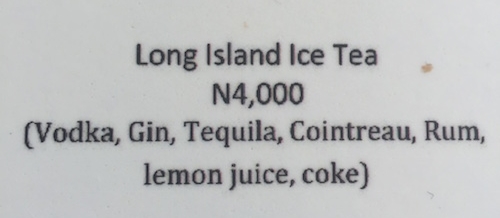 Long Island Ice Tea
N4,000
(Vodka, Gin, Tequila, Cointreau, Rum,
lemon juice, coke)